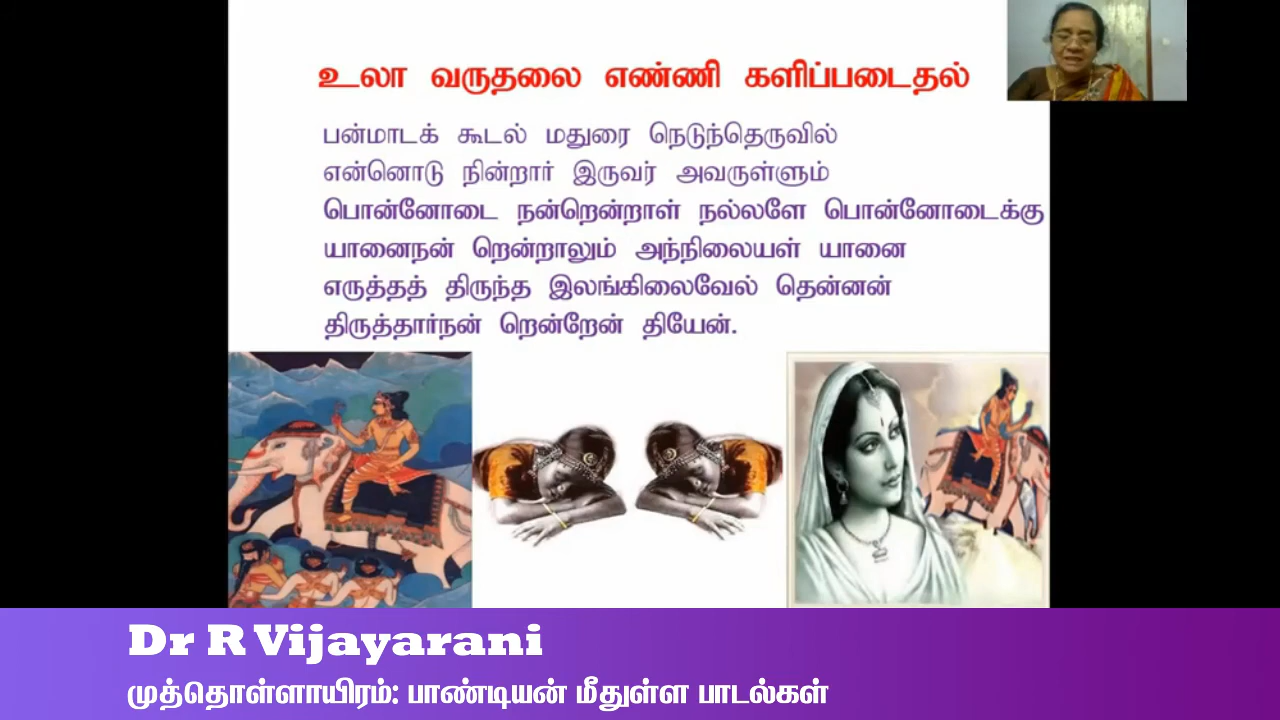 உலா வருதலை எண்ணி களிப்படைதல்
பன்மாடக் கூடல் மதுரை நெடுந்தெருவில்
என்னொடு நின்றார் இருவர் அவருள்ளும்
பொன்னோடை நன்றென்றாள் நல்லளே பொன்னோடைக்கு
யானைநன் றென்றாலும் அந்நிலையள் யானை
எருத்தத் திருந்த இலங்கிலைவேல் தென்னன்
திருத்தார்நன் றென்றேன் தியேன்.
Dr R Vijayarani
முத்தொள்ளாயிரம்: பாண்டியன் மீதுள்ள பாடல்கள்